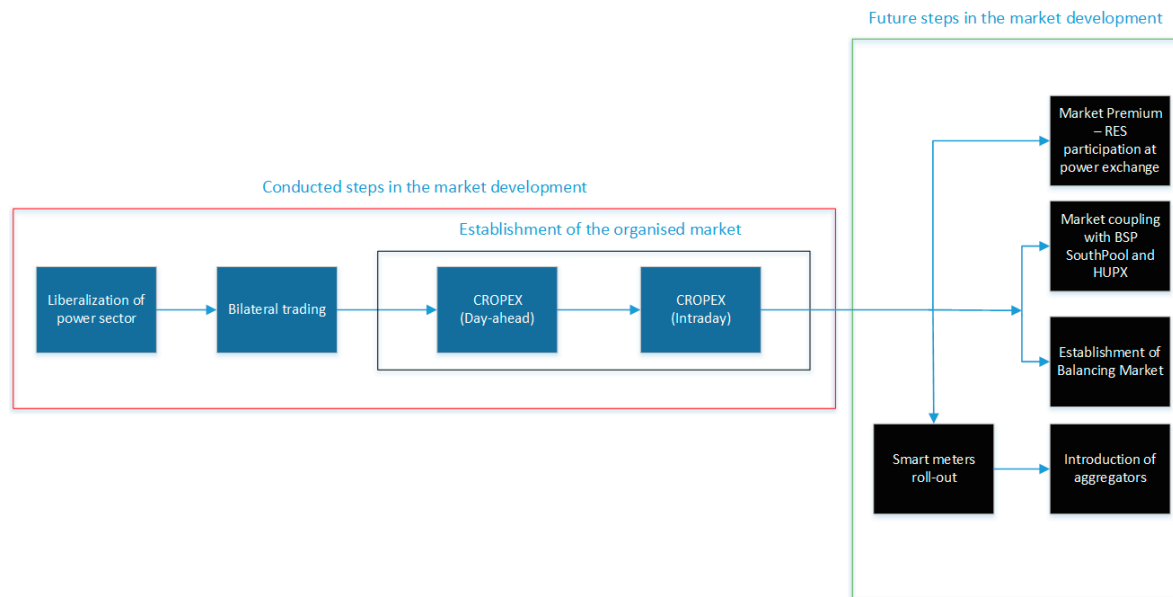 Future steps in the market development
Market Premium
– RES
participation at
power exchange
Conducted steps in the market development
Establishment of the organised market
Market coupling
with BSP
SouthPool and
HUPX
Liberalization of
power sector
Bilateral trading
CROPEX
(Day-ahead)
CROPEX
(Intraday)
Establishment of
Balancing Market
Smart meters
roll-out
Introduction of
aggregators